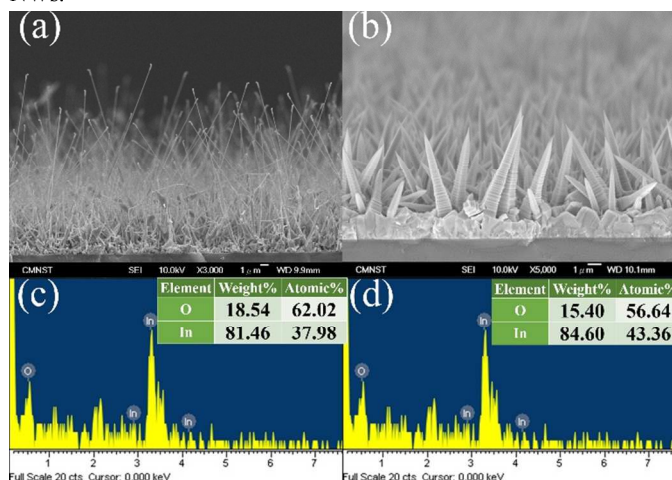 (a)
(b)
CMNST SEI 10.0kV X3,000 1μm WD 9.9mm
CMNST SEI 10.0kV X5,000 1μm WD 10.1mm
(c)
Element Weight% Atomic%
O 18.54 62.02
In 81.46 37.98
In
O
In
In
1 2 3 4 5 6 7
Full Scale 20 cts Cursor: 0.000 keV
(d)
Element Weight% Atomic%
O 15.40 56.64
In 84.60 43.36
In
O
In
In
1 2 3 4 5 6 7
Full Scale 20 cts Cursor: 0.000 keV